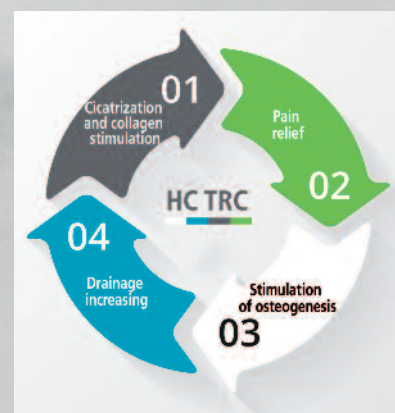 01
Cicatrization
and collagen
stimulation
Pain
relief
02
HC TRC
04
Drainage
increasing
Stimulation
of osteogenesis
03